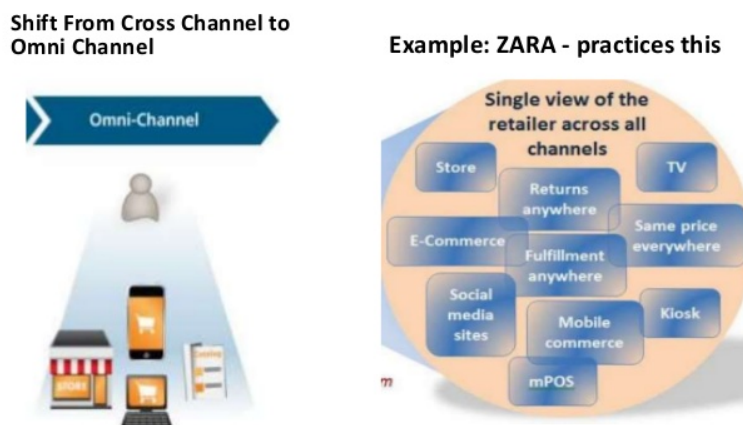 Shift From Cross Channel to
Omni Channel
Omni-Channel
STORE
Catalog
Example: ZARA - practices this
Single view of the
retailer across all
channels
Store
TV
Returns
anywhere
E-Commerce
Same price
everywhere
Fulfillment
anywhere
Social
media
sites
Mobile
commerce
Kiosk
mPOS
m